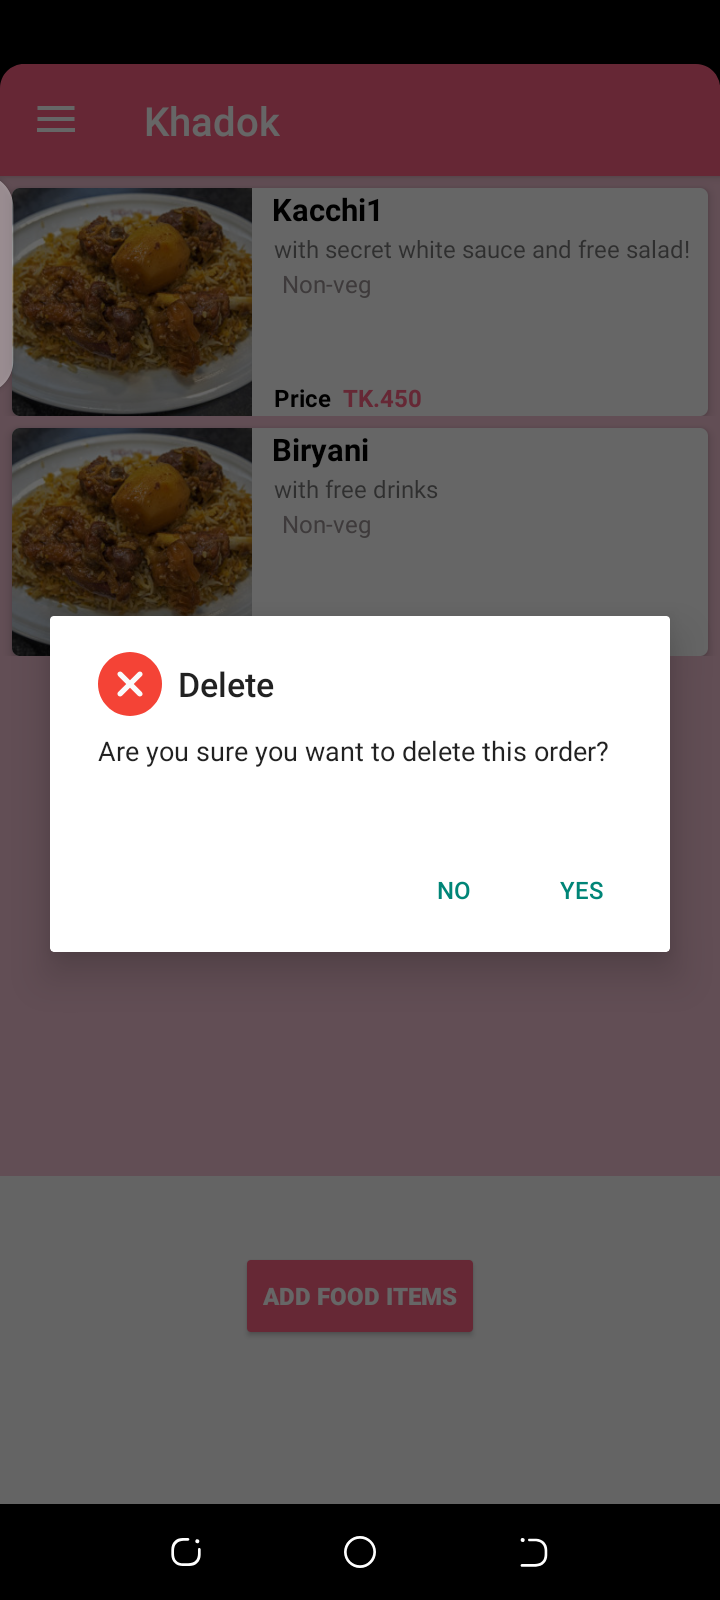 Khadok
Kacchi1
with secret white sauce and free salad!
Non-veg
Price TK.450
Biryani
with free drinks
Non-veg
Delete
Are you sure you want to delete this order?
NO YES
ADD FOOD ITEMS